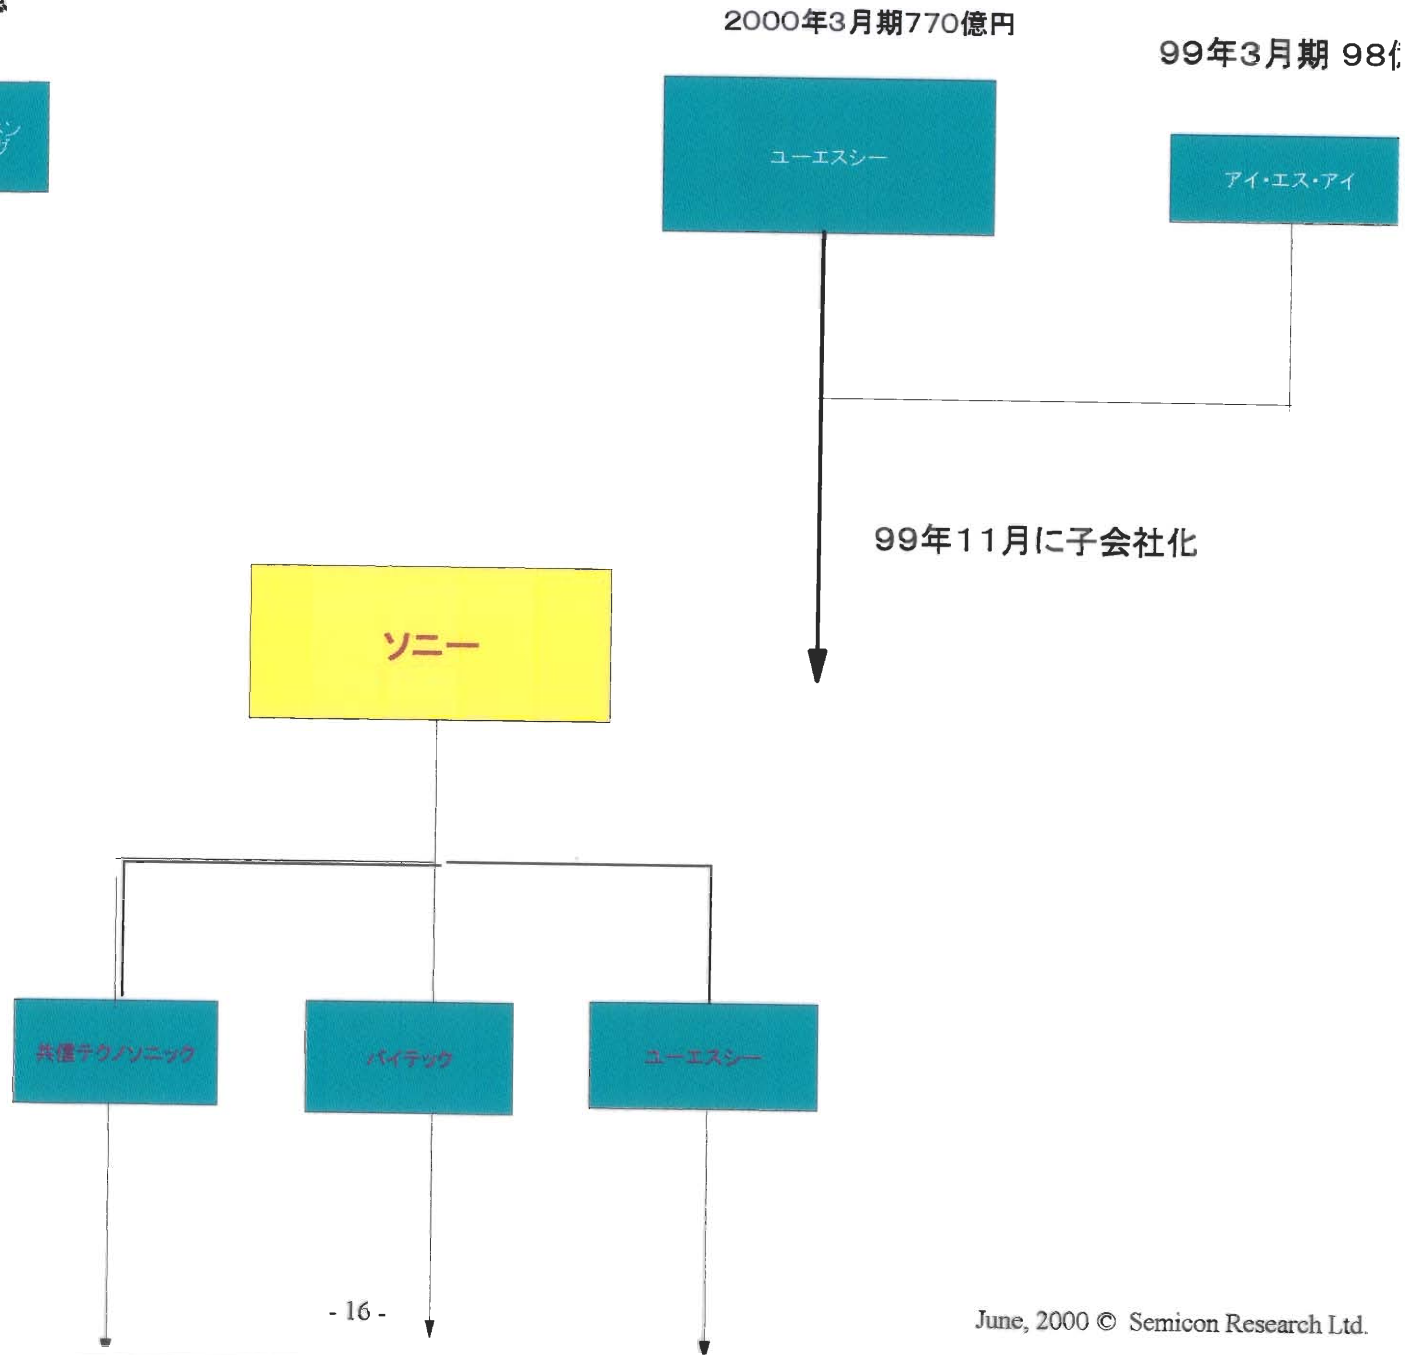 2000年3月期770億円
99年3月期 98
ン
グ
ユーエスシー
アイ・エス・アイ
99年11月に子会社化
ソニー
共信テクノソニック
バイテック
ユーエスシー
- 16 -
June, 2000 © Semicon Research Ltd.